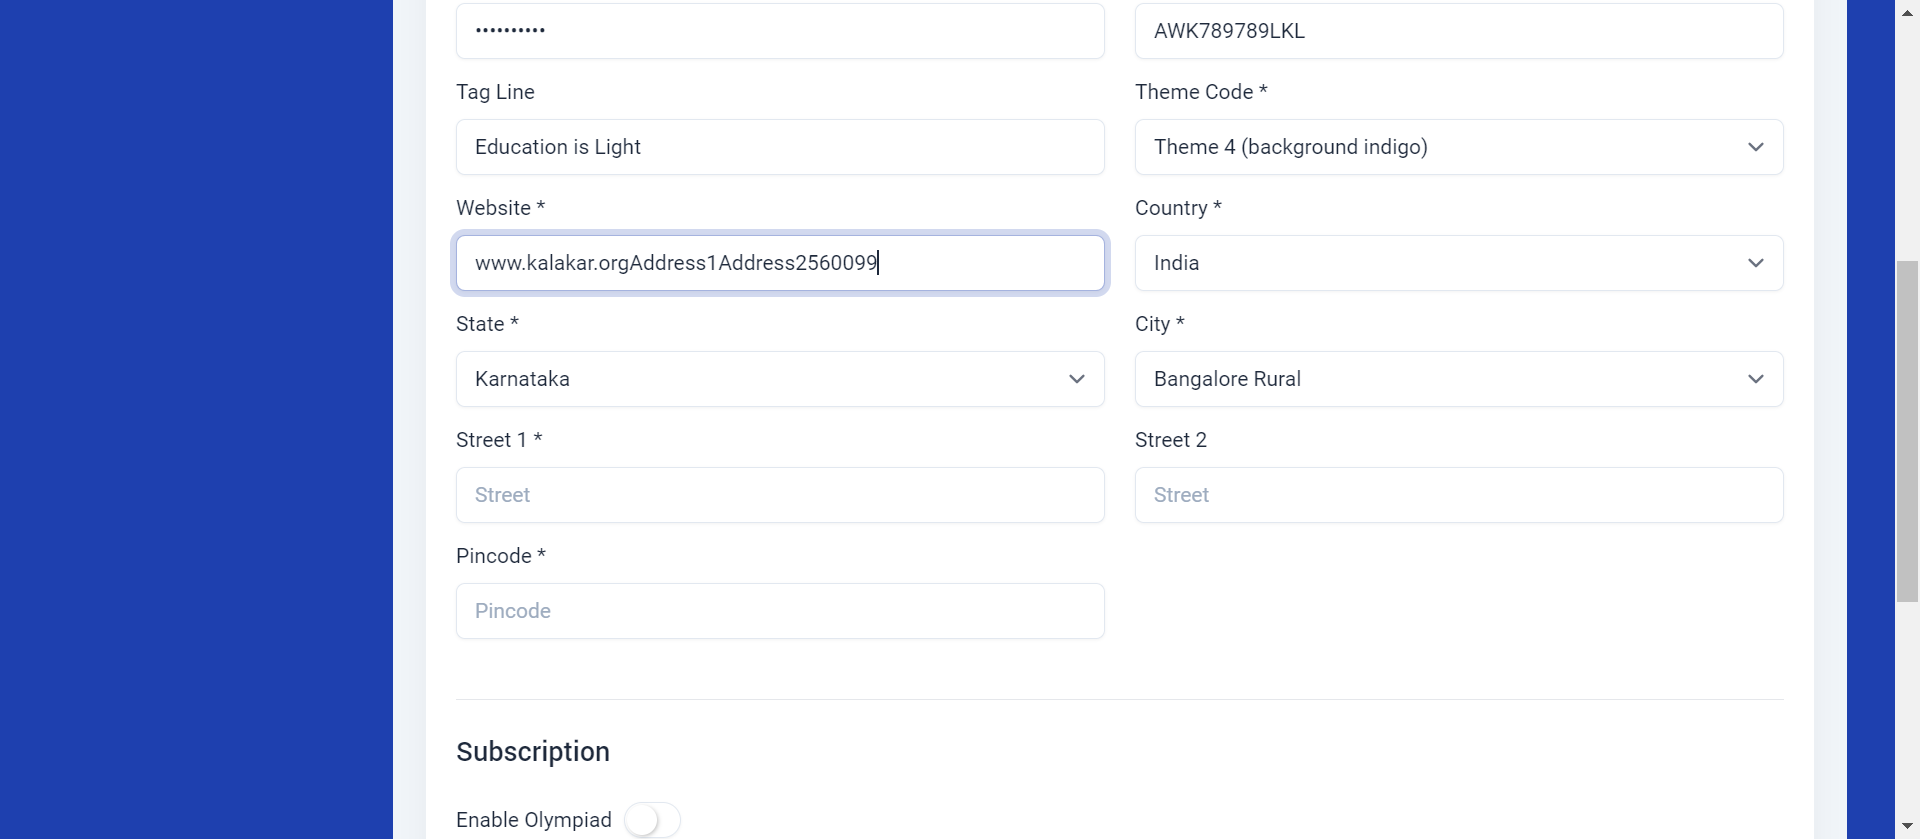 ••••••••••
AWK789789LKL
Tag Line
Theme Code *
Education is Light
Theme 4 (background indigo)
Website *
Country *
www.kalakar.orgAddress1Address2560099
India
State *
City *
Karnataka
Bangalore Rural
Street 1 *
Street 2
Street
Street
Pincode *
Pincode
Subscription
Enable Olympiad